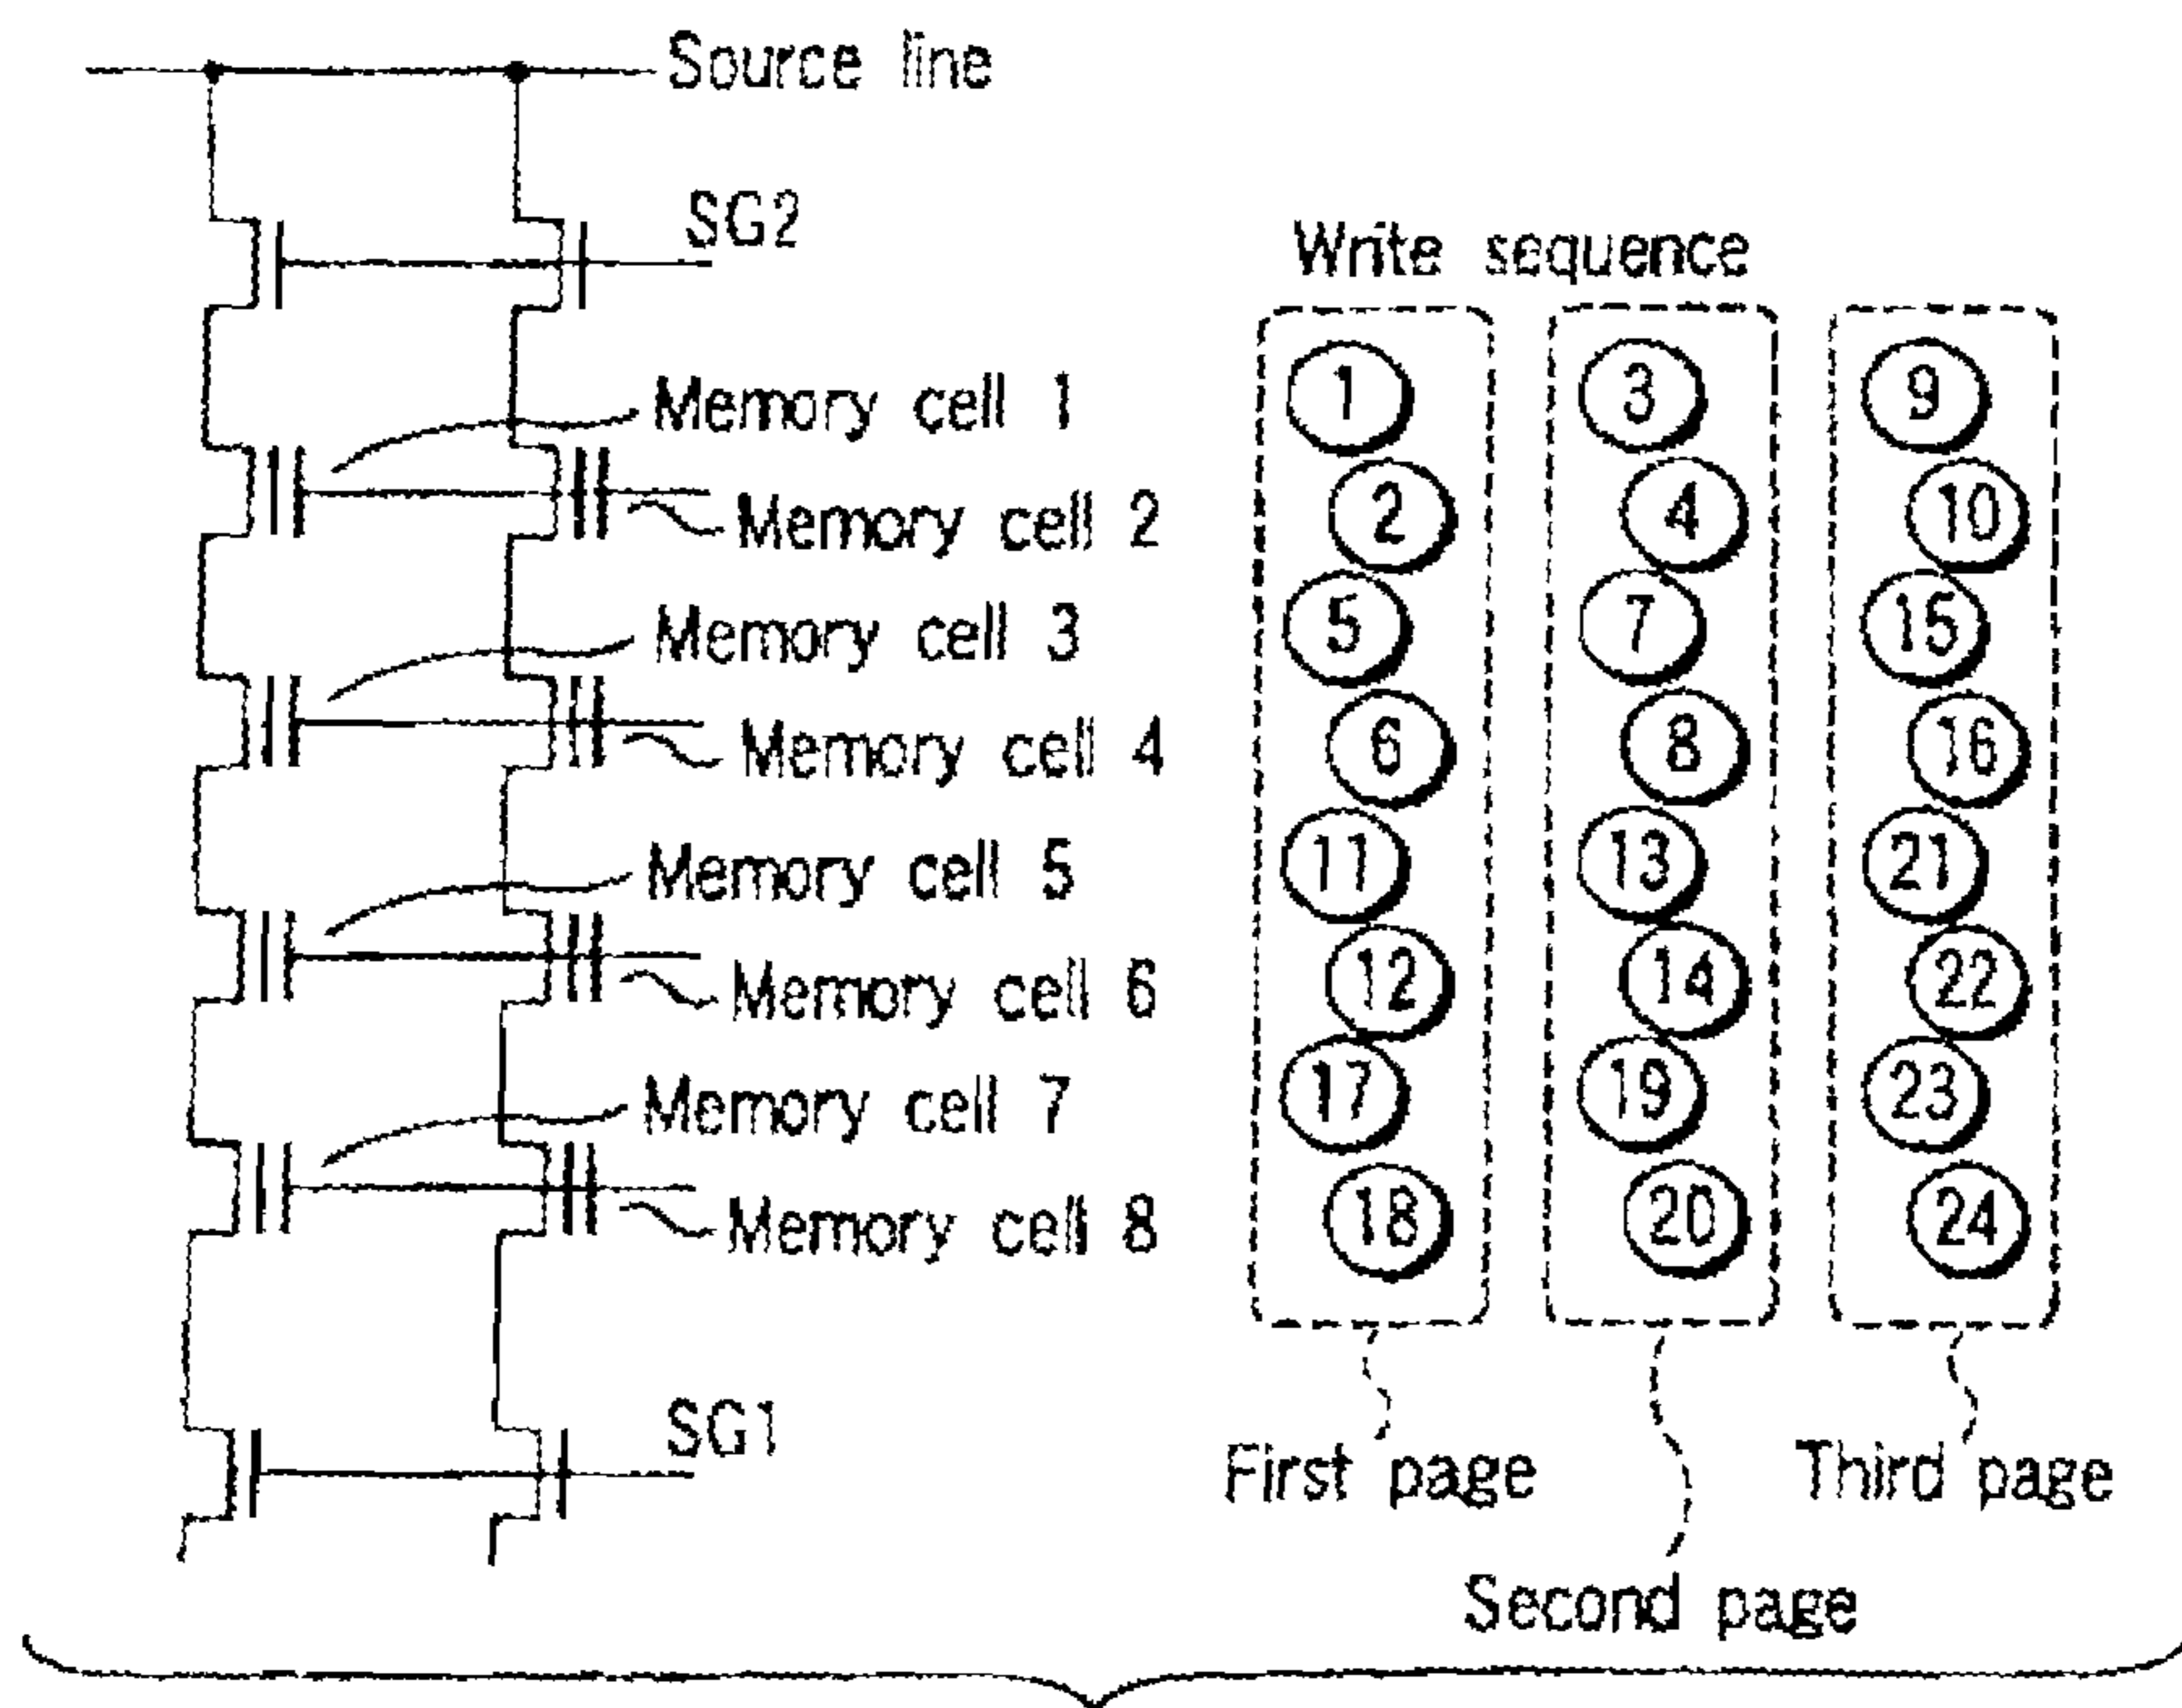 Source line
SG2
Write sequence
Memory cell 1
1 3 9
Memory cell 2
2 4 10
Memory cell 3
5 7 15
Memory cell 4
6 8 16
Memory cell 5
11 13 21
Memory cell 6
12 14 22
Memory cell 7
17 19 23
Memory cell 8
18 20 24
SG1
First page
Third page
Second page